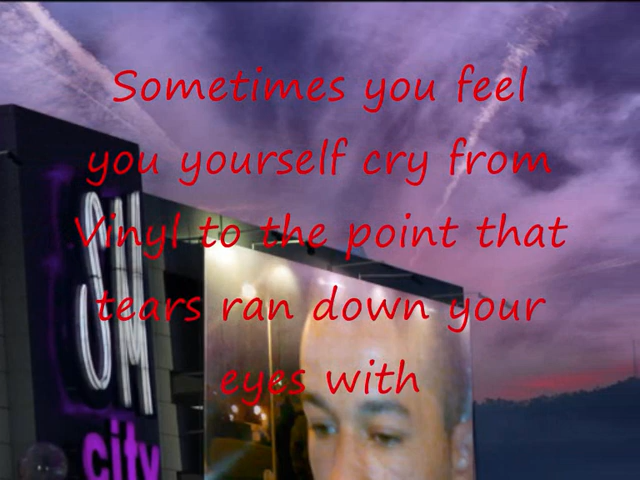 Sometimes you feel
you yourself cry from
Vinyl to the point that
tears ran down your
eyes with
SM
city